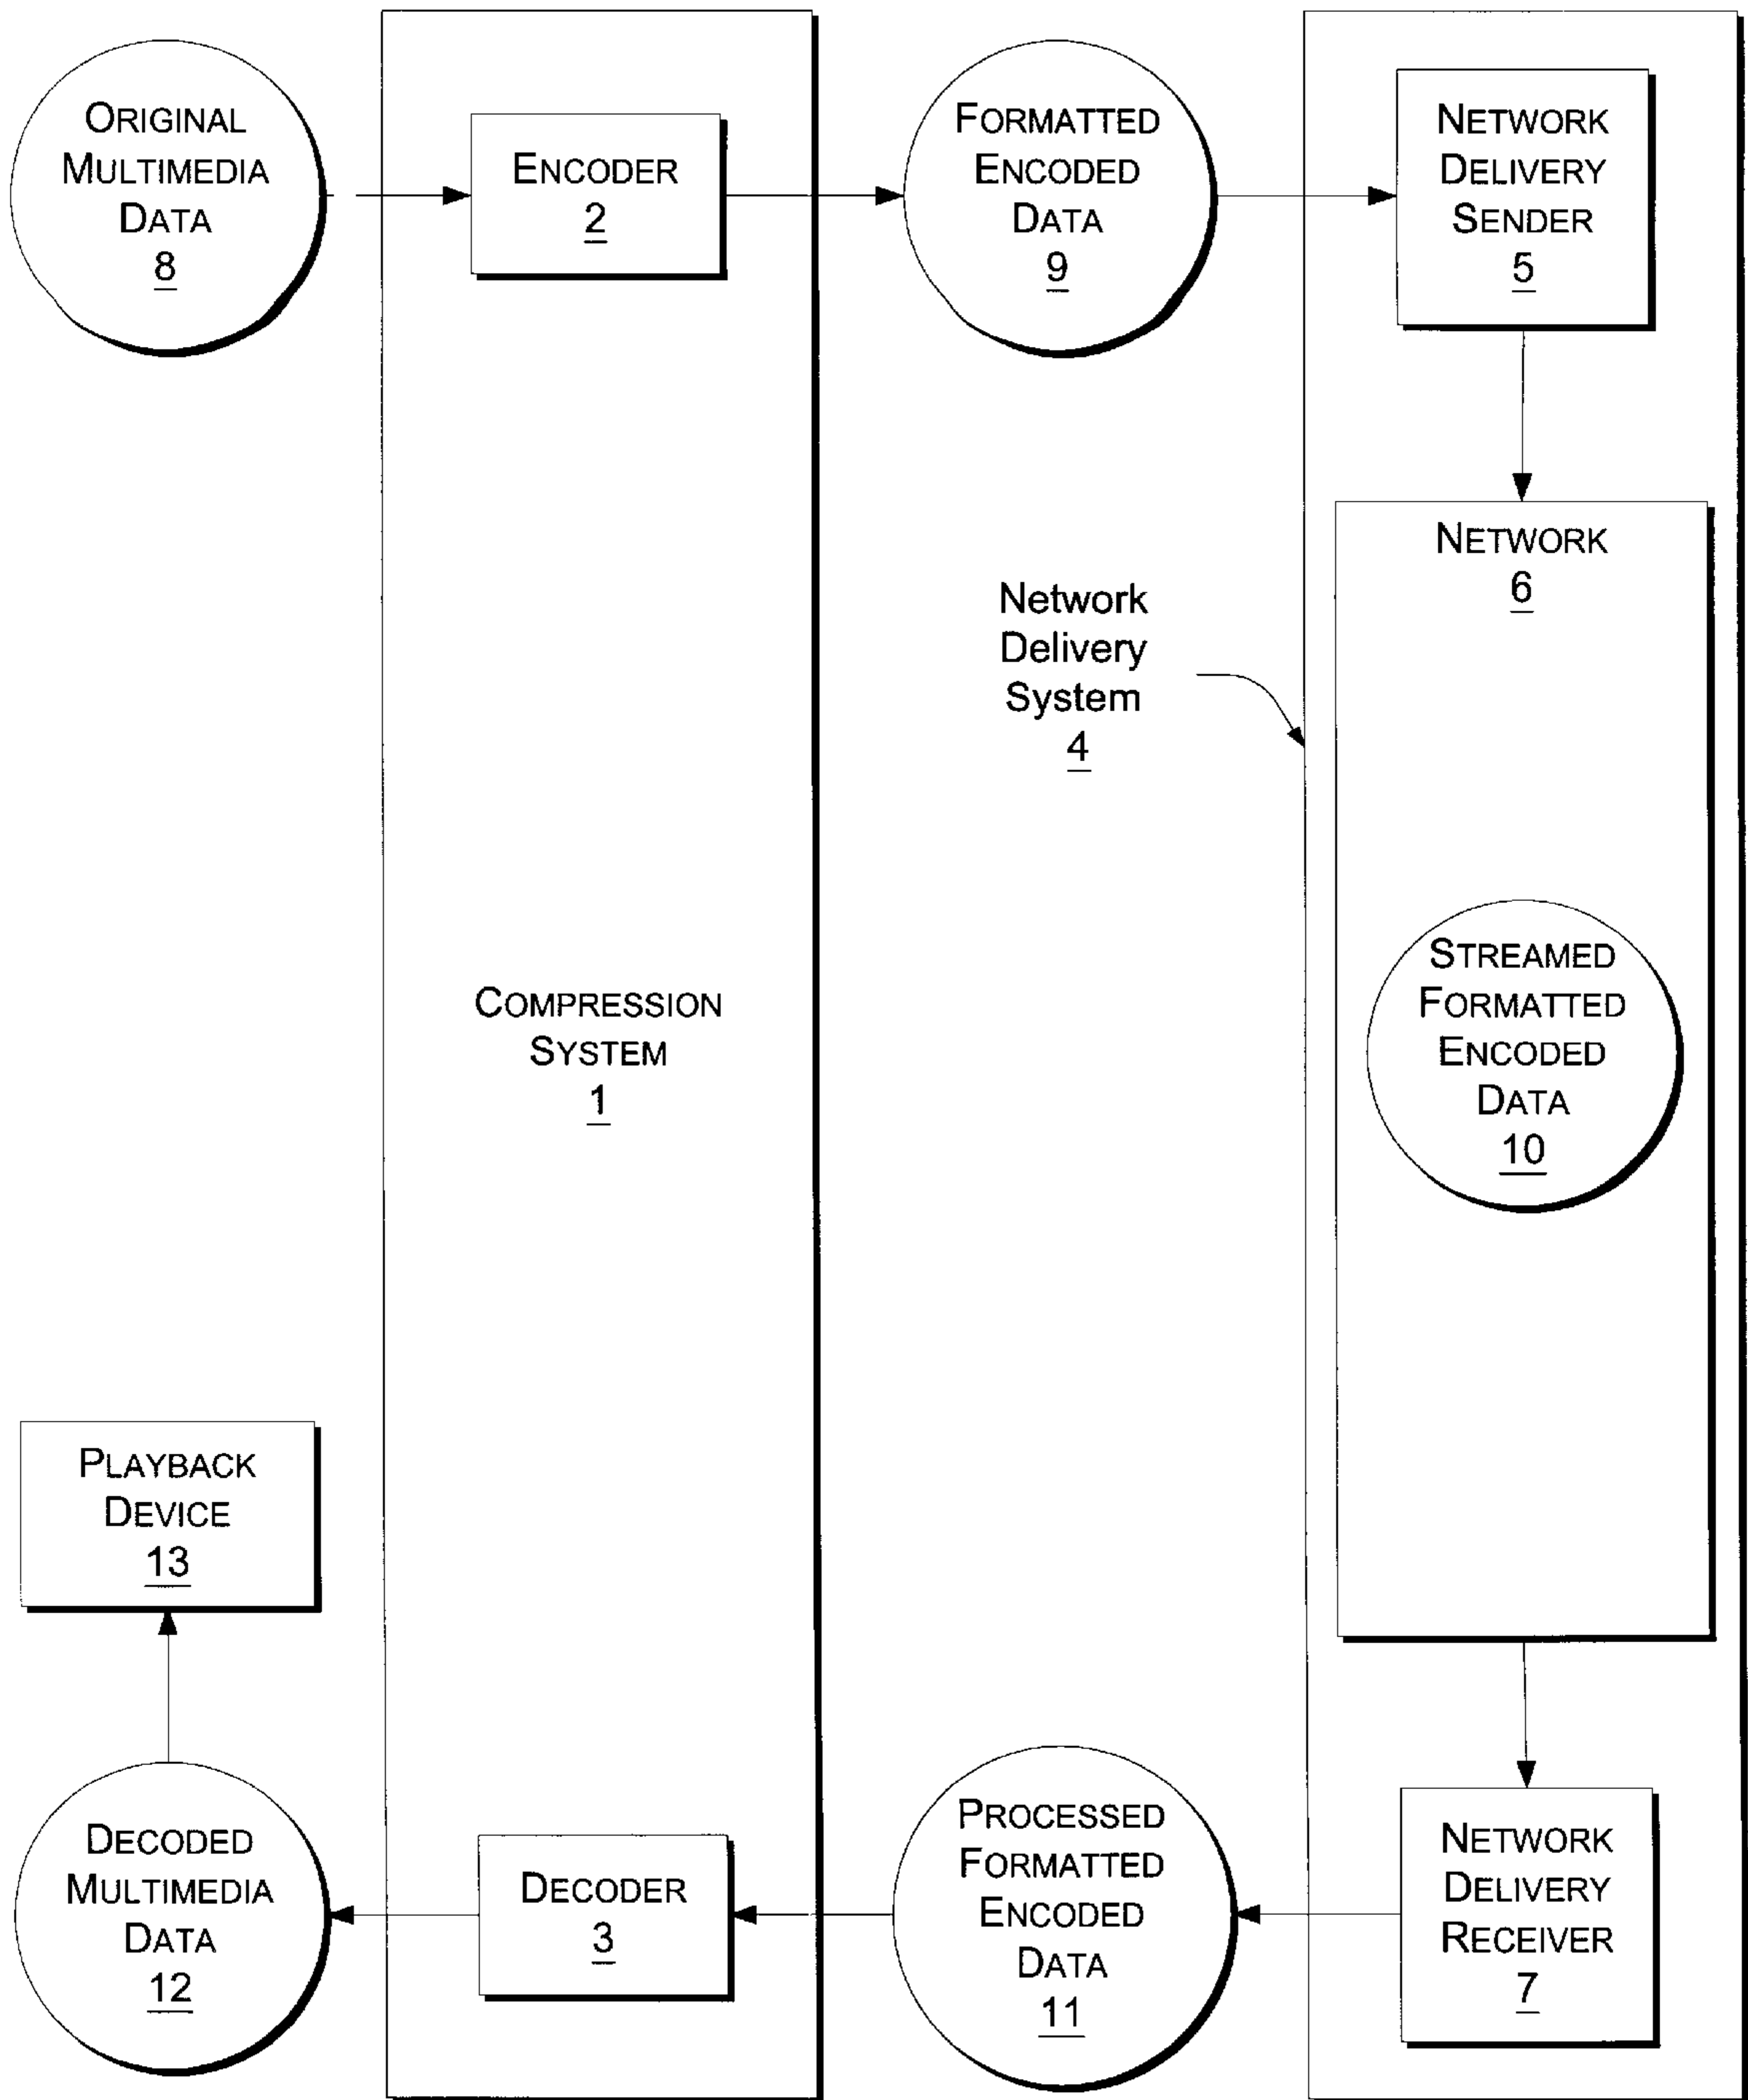 ORIGINAL
MULTIMEDIA
DATA
8
ENCODER
2
FORMATTED
ENCODED
DATA
9
NETWORK
DELIVERY
SENDER
5
NETWORK
6
Network
Delivery
System
4
STREAMED
FORMATTED
ENCODED
DATA
10
COMPRESSION
SYSTEM
1
PLAYBACK
DEVICE
13
DECODED
MULTIMEDIA
DATA
12
DECODER
3
PROCESSED
FORMATTED
ENCODED
DATA
11
NETWORK
DELIVERY
RECEIVER
7